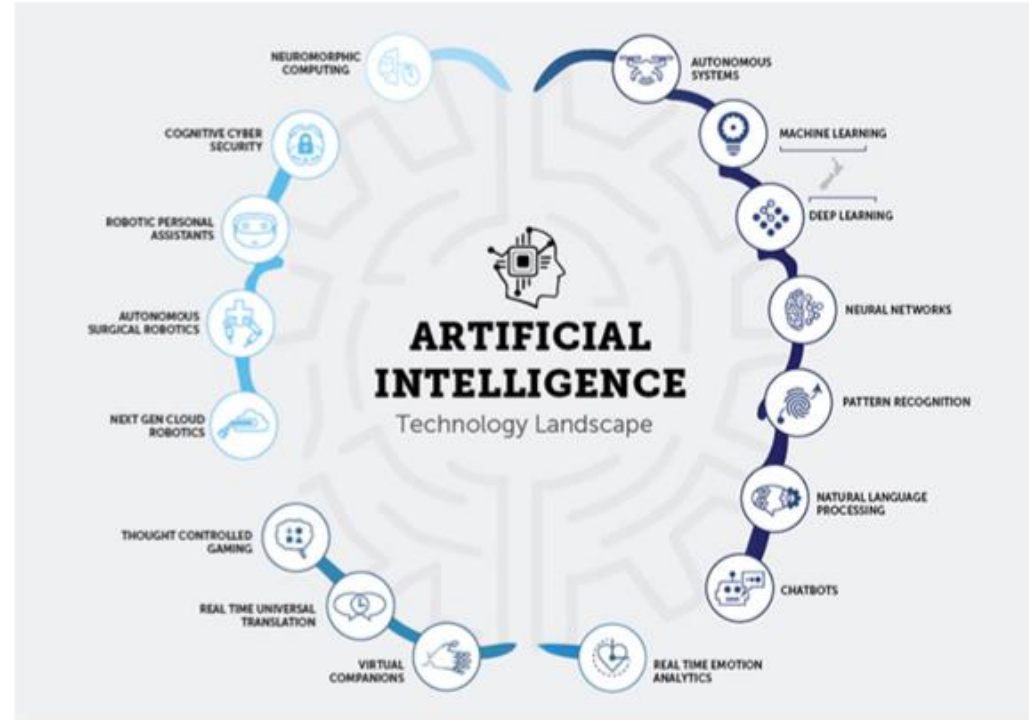 NEUROMORPHIC
COMPUTING
AUTONOMOUS
SYSTEMS
COGNITIVE CYBER
SECURITY
MACHINE LEARNING
ROBOTIC PERSONAL
ASSISTANTS
DEEP LEARNING
AUTONOMOUS
SURGICAL ROBOTICS
NEURAL NETWORKS
ARTIFICIAL
INTELLIGENCE
Technology Landscape
NEXT GEN CLOUD
ROBOTICS
PATTERN RECOGNITION
NATURAL LANGUAGE
PROCESSING
THOUGHT CONTROLLED
GAMING
CHATBOTS
REAL TIME UNIVERSAL
TRANSLATION
VIRTUAL
COMPANIONS
REAL TIME EMOTION
ANALYTICS